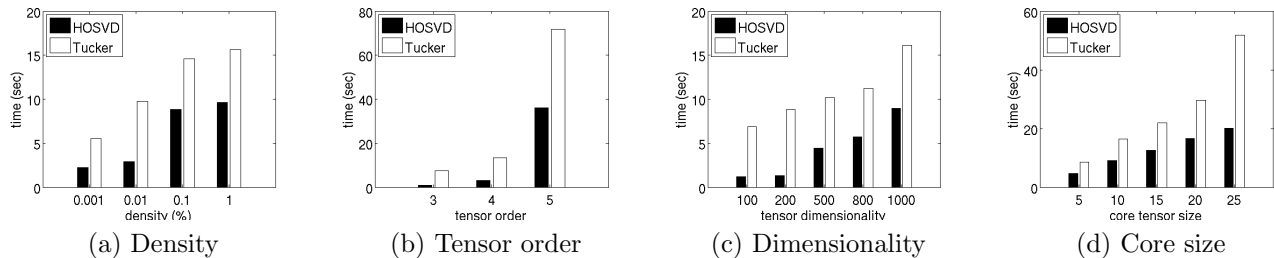 20
15
10
5
0
time (sec)
HOSVD
Tucker
0.001 0.01 0.1 1
density (%)
(a) Density
80
60
40
20
0
time (sec)
HOSVD
Tucker
3 4 5
tensor order
(b) Tensor order
20
15
10
5
0
time (sec)
HOSVD
Tucker
100 200 500 800 1000
tensor dimensionality
(c) Dimensionality
60
40
20
0
time (sec)
HOSVD
Tucker
5 10 15 20 25
core tensor size
(d) Core size